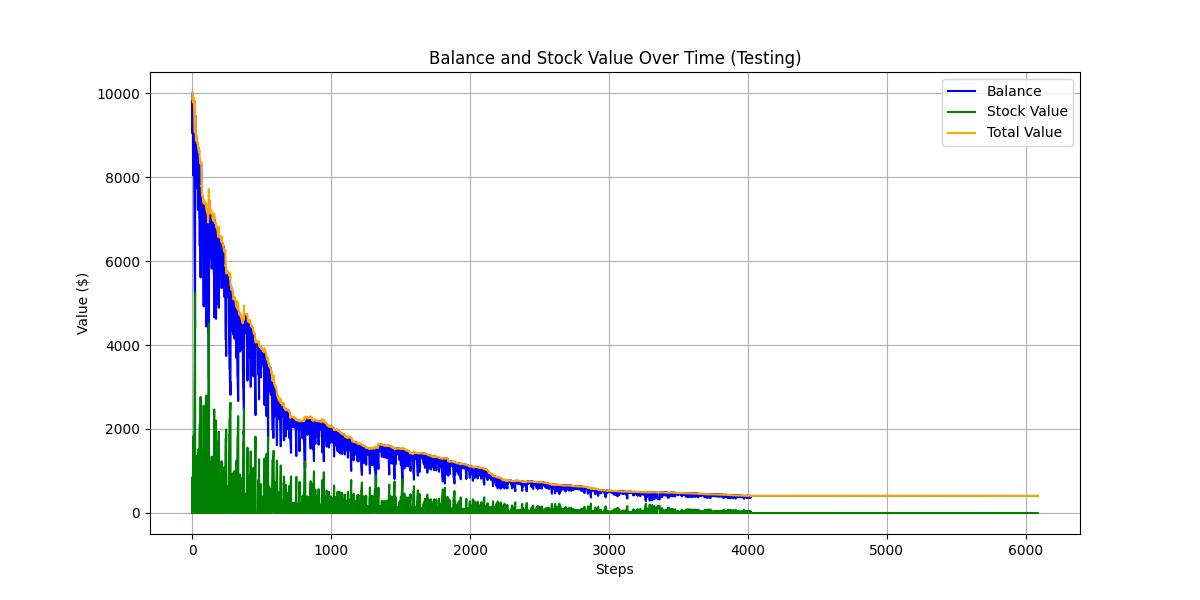 Balance and Stock Value Over Time (Testing)
Balance
Stock Value
Total Value
Value ($)
10000
8000
6000
4000
2000
0
0 1000 2000 3000 4000 5000 6000
Steps